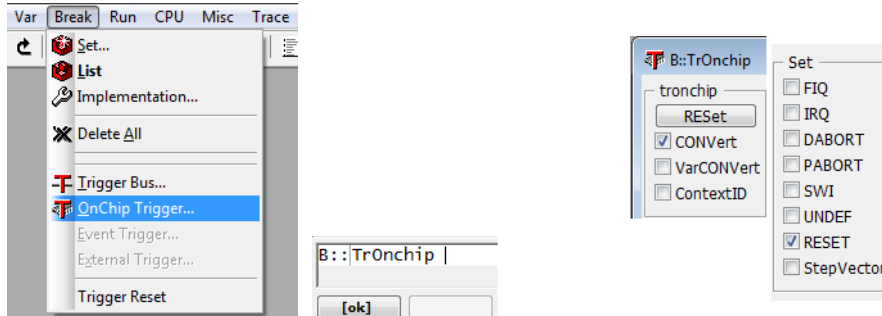 Var Break Run CPU Misc Trace
Set...
List
Implementation...
Delete All
Trigger Bus...
OnChip Trigger...
Event Trigger...
External Trigger...
Trigger Reset
B::TrOnchip
[ok]
B::TrOnchip
tronchip
RESet
CONVert
VarCONVert
ContextID
Set
FIQ
IRQ
DABORT
PABORT
SWI
UNDEF
RESET
StepVector